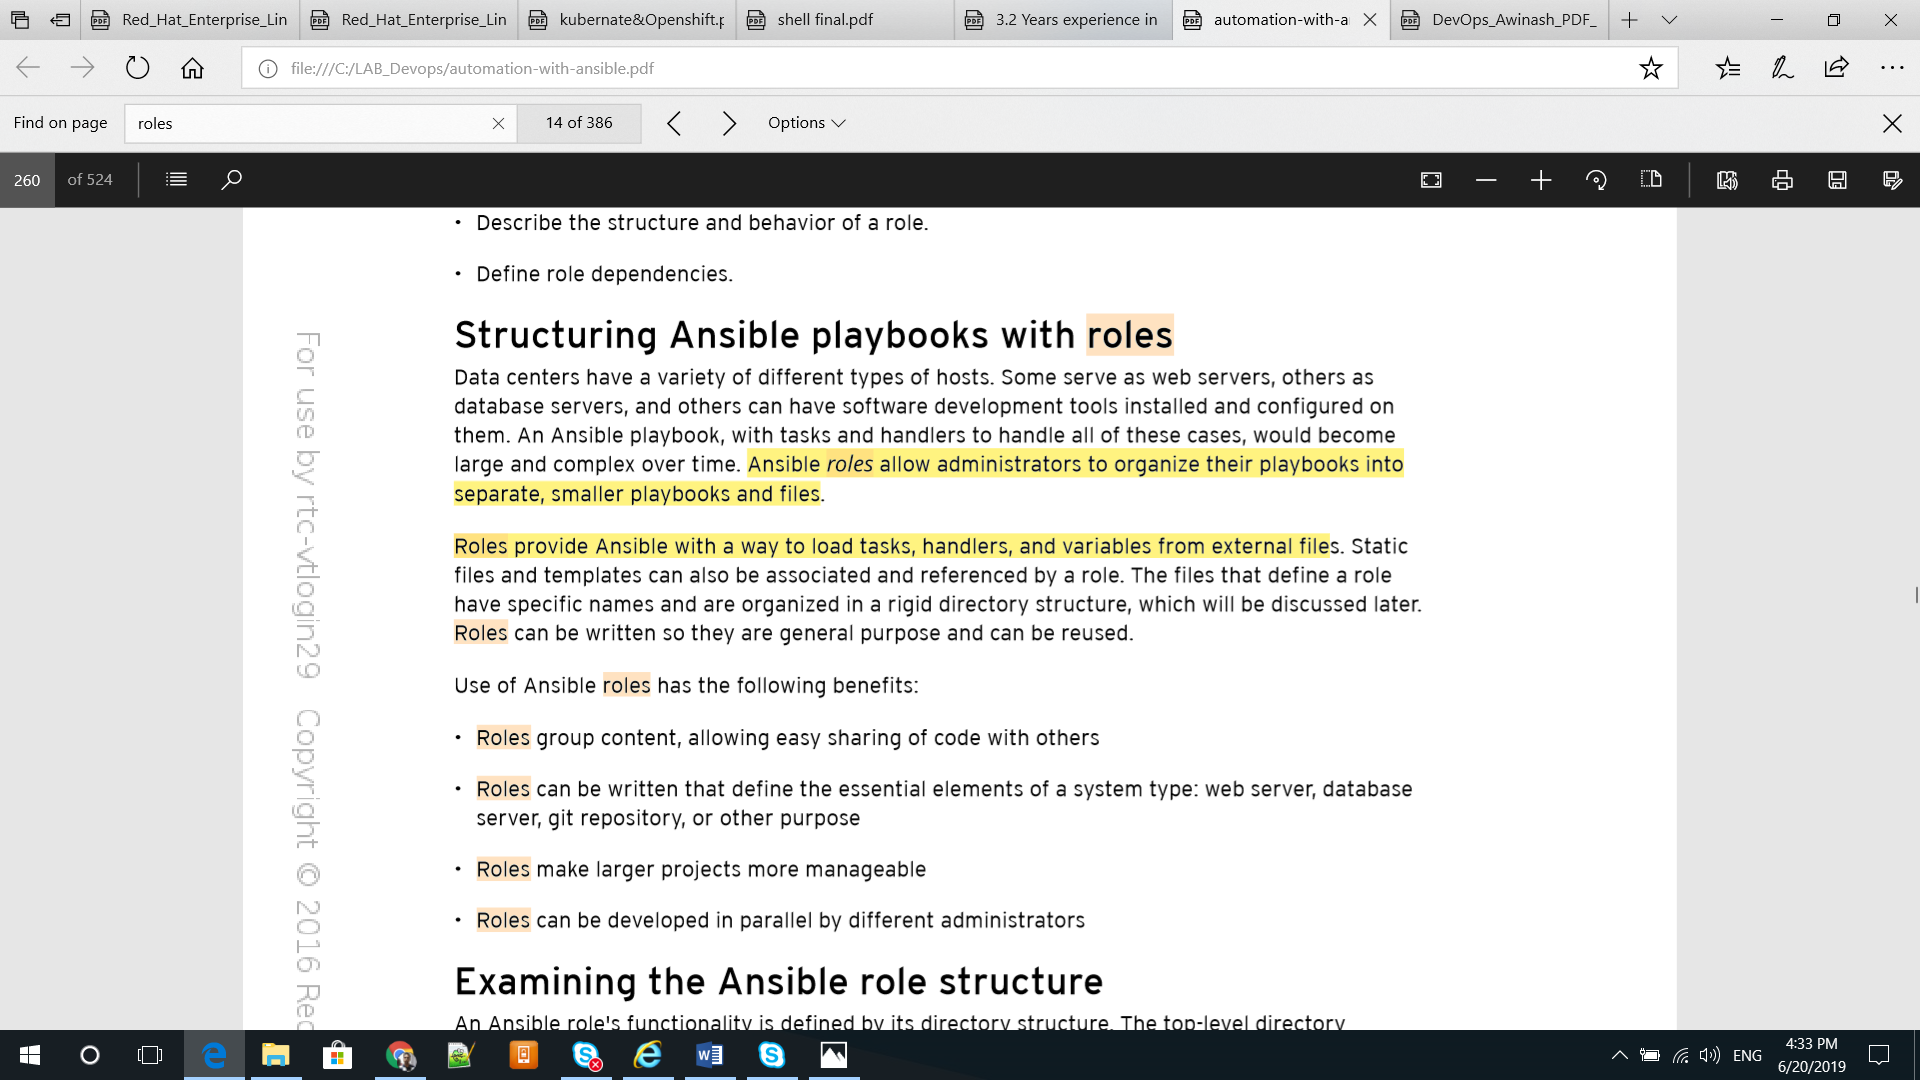 Red_Hat_Enterprise_Lin
Red_Hat_Enterprise_Lin
kubernate&Openshift.p
shell final.pdf
3.2 Years experience in
automation-with-a
DevOps_Awinash_PDF_
file:///C:/LAB_Devops/automation-with-ansible.pdf
Find on page
roles
14 of 386
Options
260 of 524
• Describe the structure and behavior of a role.
• Define role dependencies.
Structuring Ansible playbooks with roles
Data centers have a variety of different types of hosts. Some serve as web servers, others as
database servers, and others can have software development tools installed and configured on
them. An Ansible playbook, with tasks and handlers to handle all of these cases, would become
large and complex over time. Ansible roles allow administrators to organize their playbooks into
separate, smaller playbooks and files.
Roles provide Ansible with a way to load tasks, handlers, and variables from external files. Static
files and templates can also be associated and referenced by a role. The files that define a role
have specific names and are organized in a rigid directory structure, which will be discussed later.
Roles can be written so they are general purpose and can be reused.
Use of Ansible roles has the following benefits:
• Roles group content, allowing easy sharing of code with others
• Roles can be written that define the essential elements of a system type: web server, database
server, git repository, or other purpose
• Roles make larger projects more manageable
• Roles can be developed in parallel by different administrators
Examining the Ansible role structure
An Ansible role's functionality is defined by its directory structure. The top-level directory
For use by rtc-vtlogin29 Copyright © 2016 Red
ENG
4:33 PM
6/20/2019